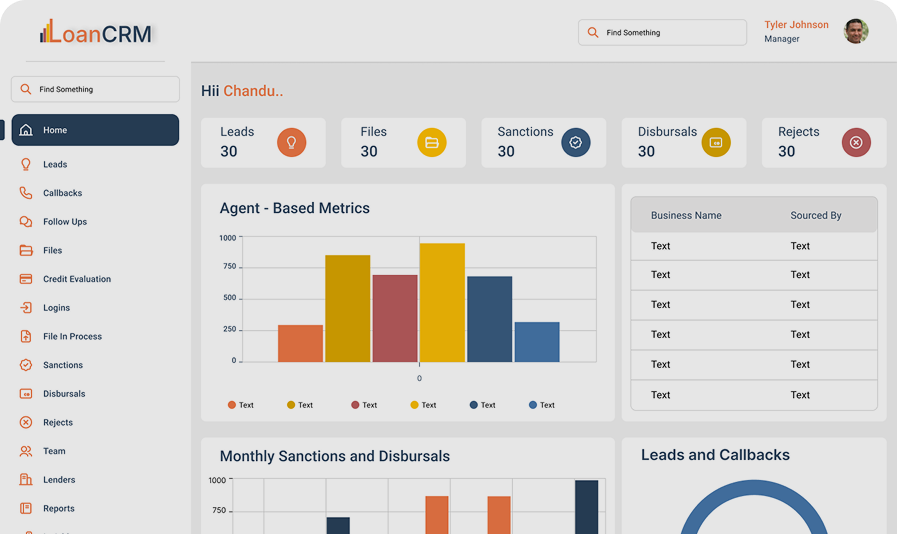 LoanCRM
Find Something
Tyler Johnson
Manager
Find Something
Home
Leads
Callbacks
Follow Ups
Files
Credit Evaluation
Logins
File In Process
Sanctions
Disbursals
Rejects
Team
Lenders
Reports
Hii Chandu..
Leads
30
Files
30
Sanctions
30
Disbursals
30
Rejects
30
Agent - Based Metrics
1000
750
500
250
0
0
Text Text Text Text Text Text
Business Name Sourced By
Text Text
Text Text
Text Text
Text Text
Text Text
Text Text
Monthly Sanctions and Disbursals
1000
750
Leads and Callbacks